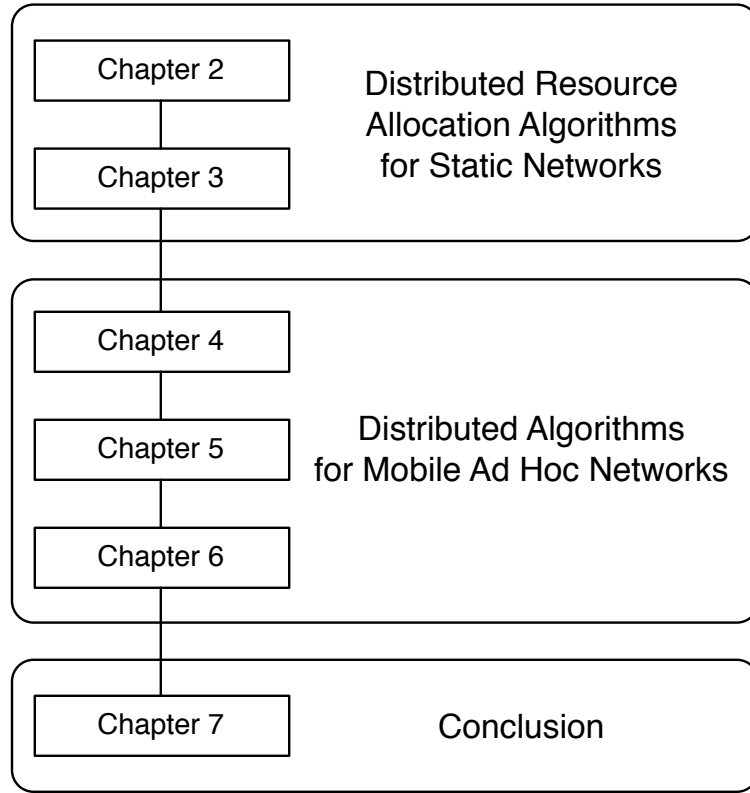 Chapter 2
Distributed Resource
Allocation Algorithms
for Static Networks
Chapter 3
Chapter 4
Chapter 5
Distributed Algorithms
for Mobile Ad Hoc Networks
Chapter 6
Chapter 7
Conclusion